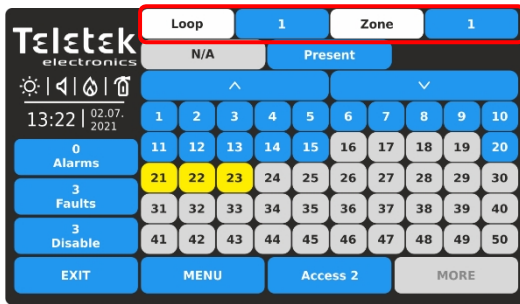 Loop 1 Zone 1
Tεlεtεk
electronics
N/A Present
13:22 02.07.
2021
1 2 3 4 5 6 7 8 9 10
0
Alarms
11 12 13 14 15 16 17 18 19 20
21 22 23 24 25 26 27 28 29 30
3
Faults
31 32 33 34 35 36 37 38 39 40
3
Disable
41 42 43 44 45 46 47 48 49 50
EXIT MENU Access 2 MORE